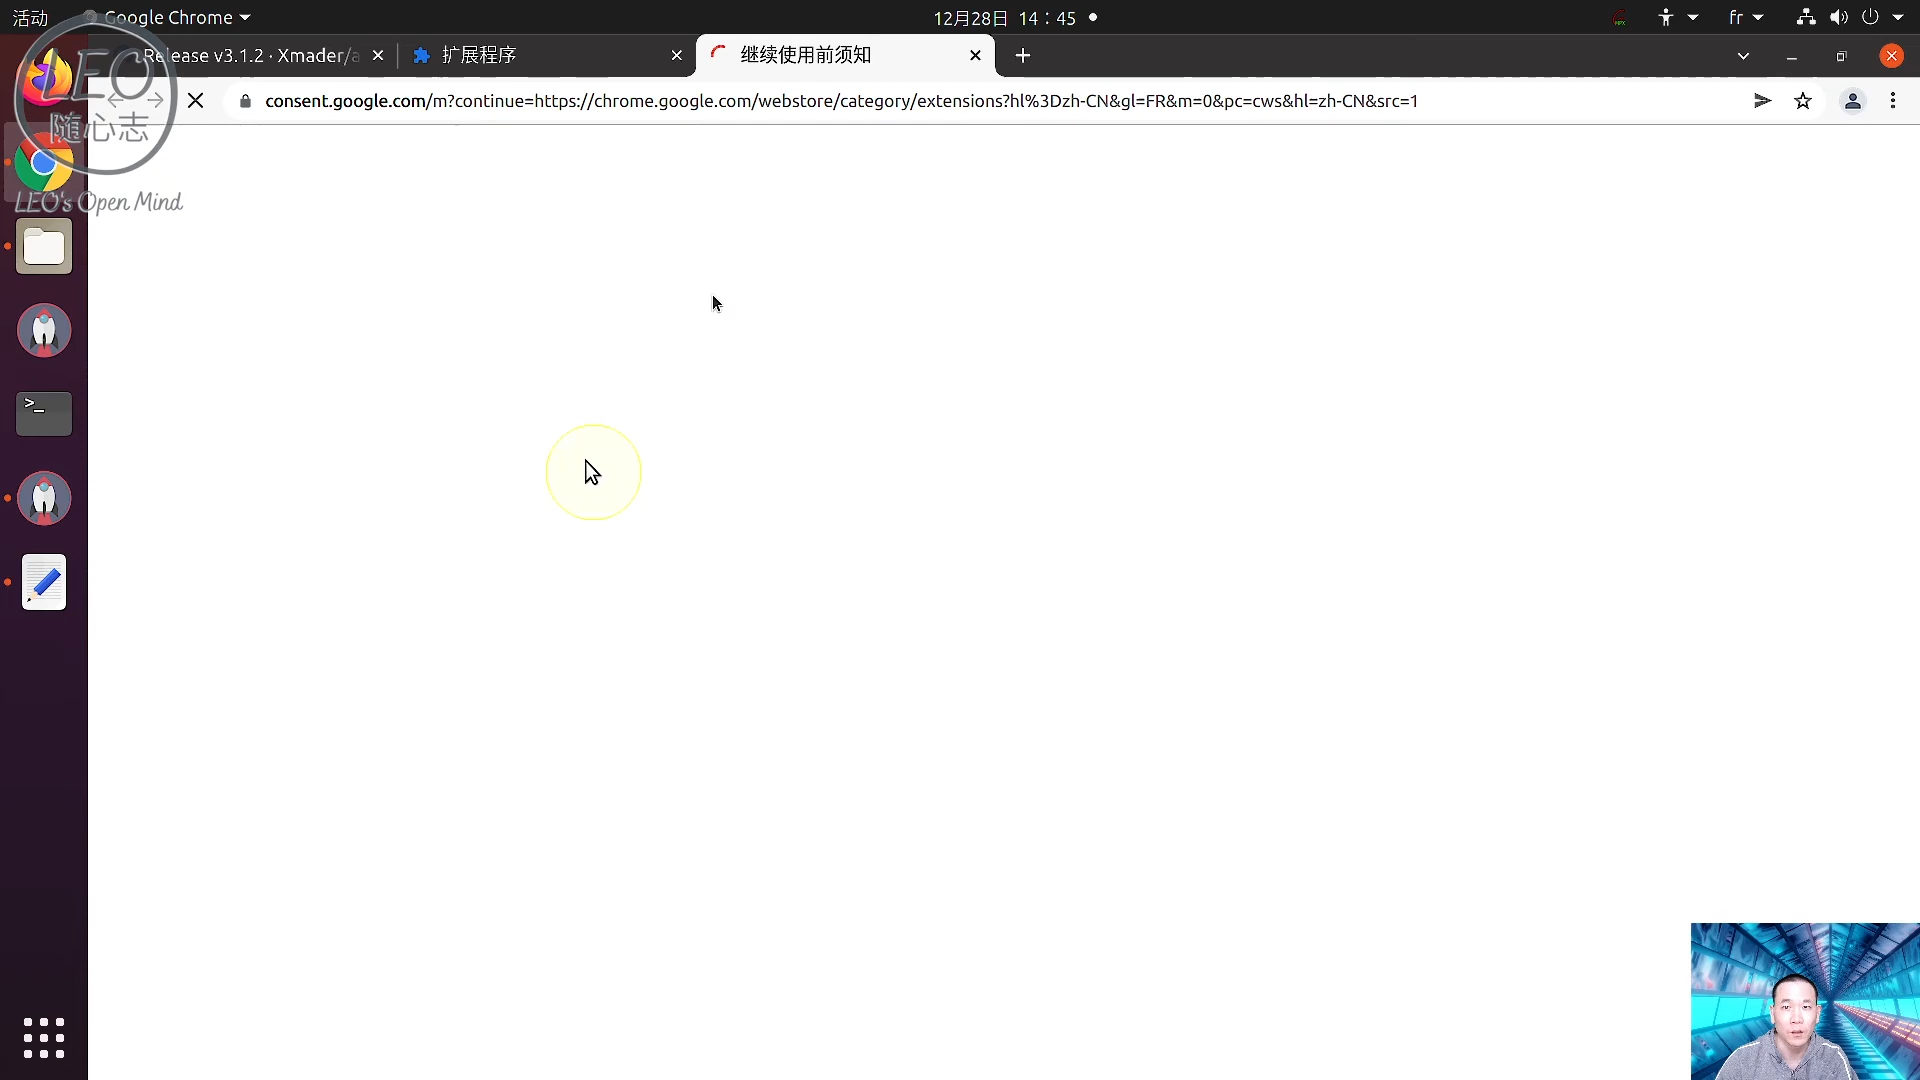 活动
Google Chrome
12月28日 14：45
fr
Release v3.1.2 · Xmader/a
扩展程序
继续使用前须知
consent.google.com/m?continue=https://chrome.google.com/webstore/category/extensions?hl%3Dzh-CN&gl=FR&m=0&pc=cws&hl=zh-CN&src=1
LEO
随心志
LEO's Open Mind
>_